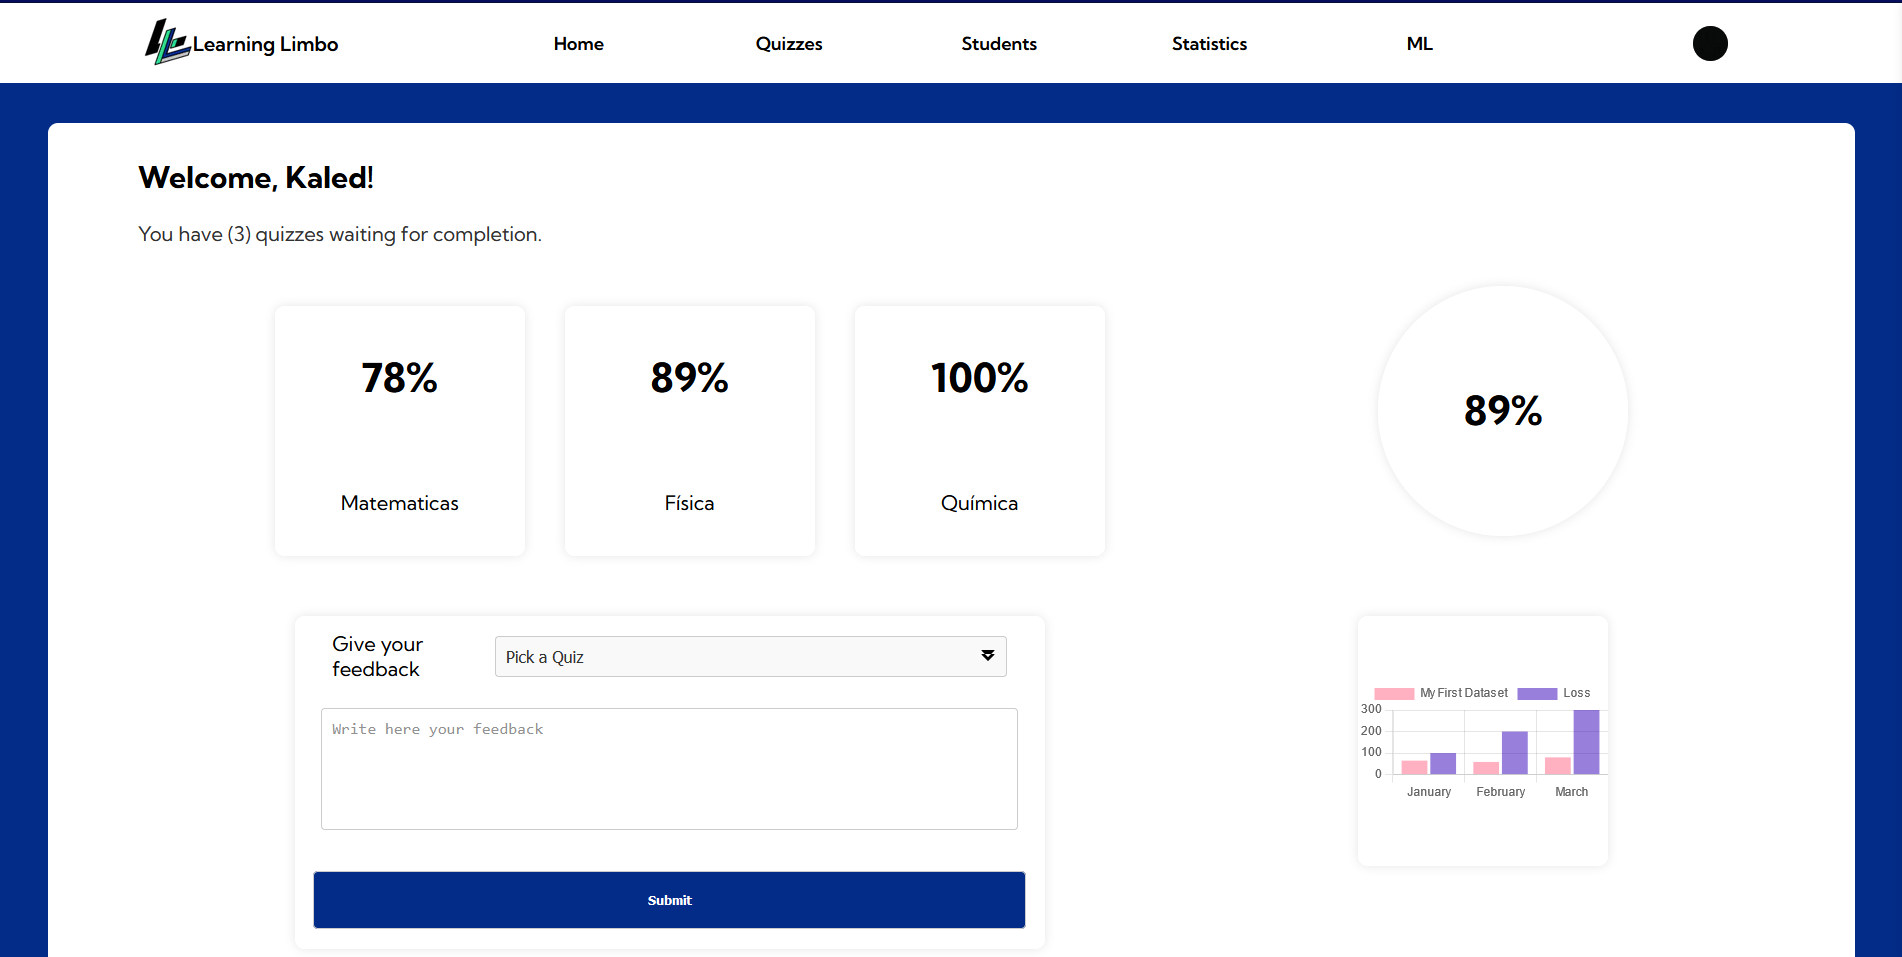 Learning Limbo
Home
Quizzes
Students
Statistics
ML
Welcome, Kaled!
You have (3) quizzes waiting for completion.
78%
Matematicas
89%
Física
100%
Química
89%
Give your
feedback
Pick a Quiz
Write here your feedback
Submit
My First Dataset
Loss
300
200
100
0
January
February
March